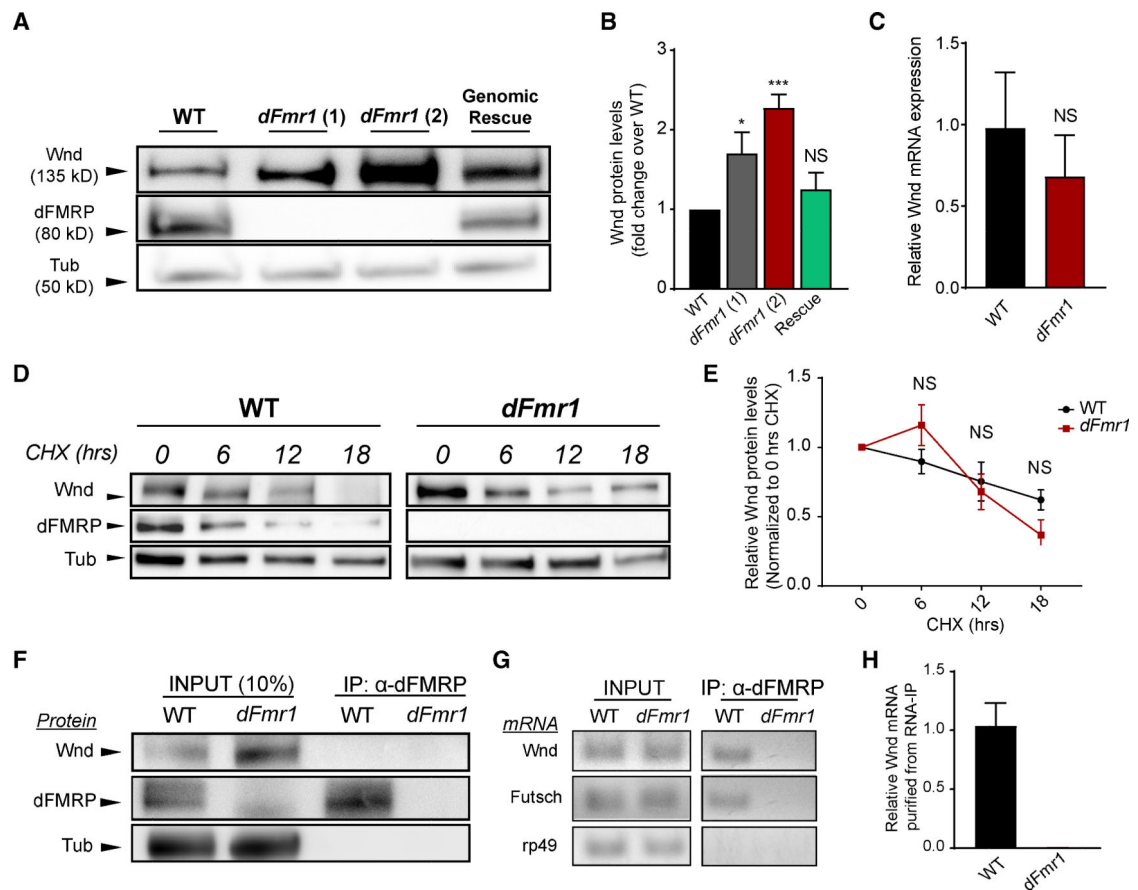 A
WT
dFmr1 (1)
dFmr1 (2)
Genomic
Rescue
Wnd
(135 kD)
dFMRP
(80 kD)
Tub
(50 kD)
B
Wnd protein levels
(fold change over WT)
3
2
1
0
*
***
NS
WT
dFmr1 (1)
dFmr1 (2)
Rescue
C
Relative Wnd mRNA expression
1.5
1.0
0.5
0.0
NS
WT
dFmr1
D
WT
dFmr1
CHX (hrs)
0 6 12 18
0 6 12 18
Wnd
dFMRP
Tub
E
Relative Wnd protein levels
(Normalized to 0 hrs CHX)
1.5
1.0
0.5
0.0
NS
NS
NS
WT
dFmr1
0
6
12
18
CHX (hrs)
F
INPUT (10%)
IP: α-dFMRP
Protein
WT
dFmr1
WT
dFmr1
Wnd
dFMRP
Tub
G
INPUT
IP: α-dFMRP
mRNA
WT
dFmr1
WT
dFmr1
Wnd
Futsch
rp49
H
Relative Wnd mRNA
purified from RNA-IP
1.5
1.0
0.5
0.0
WT
dFmr1